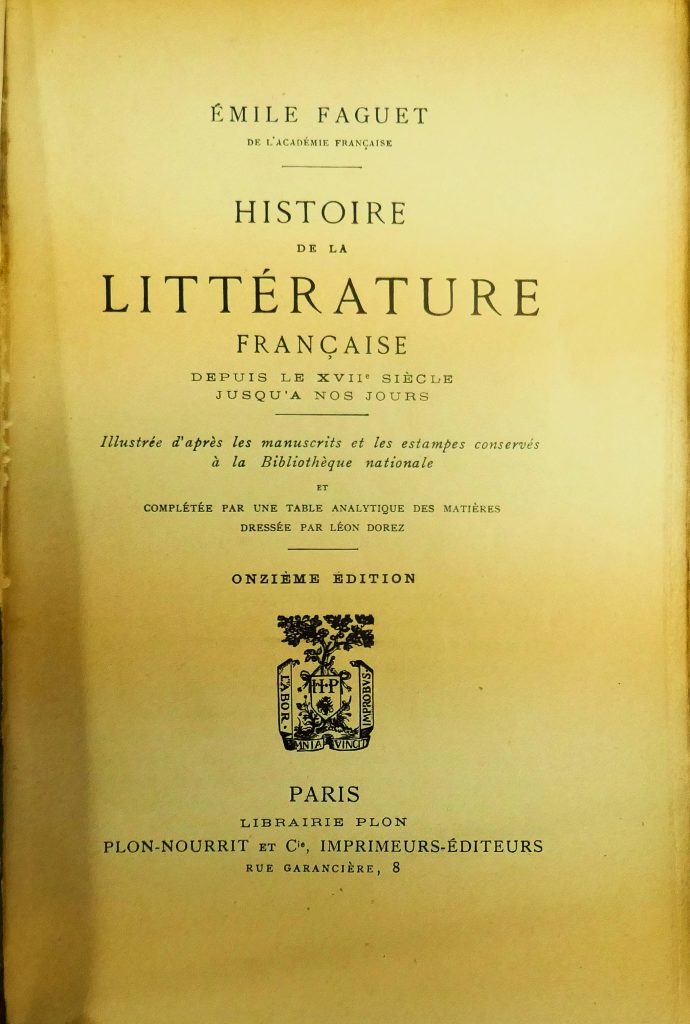 ÉMILE FAGUET
DE L'ACADÉMIE FRANÇAISE
HISTOIRE
DE LA
LITTÉRATURE
FRANÇAISE
DEPUIS LE XVIIe SIÈCLE
JUSQU'A NOS JOURS
Illustrée d'après les manuscrits et les estampes conservés
à la Bibliothèque nationale
ET
COMPLÉTÉE PAR UNE TABLE ANALYTIQUE DES MATIÈRES
DRESSÉE PAR LÉON DOREZ
ONZIÈME ÉDITION
H·P
LABOR
IMPROBVS
OMNIA VINCIT
PARIS
LIBRAIRIE PLON
PLON-NOURRIT ET Cie, IMPRIMEURS-ÉDITEURS
RUE GARANCIÈRE, 8